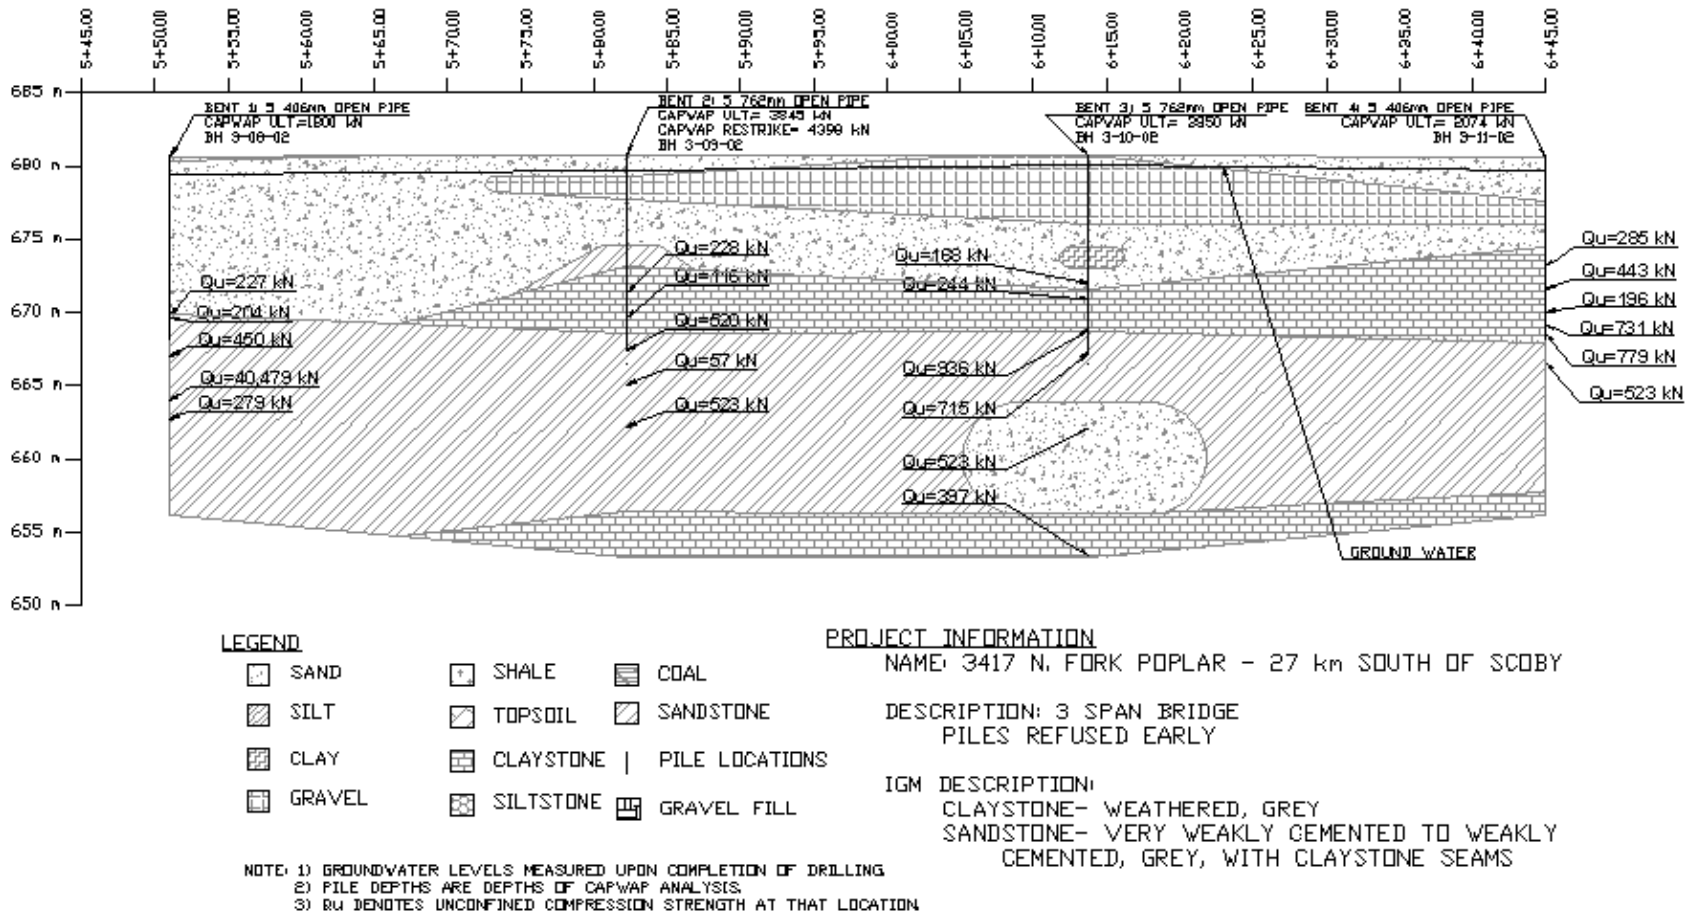 5+45.00
5+50.00
5+55.00
5+60.00
5+65.00
5+70.00
5+75.00
5+80.00
5+85.00
5+90.00
5+95.00
6+00.00
6+05.00
6+10.00
6+15.00
6+20.00
6+25.00
6+30.00
6+35.00
6+40.00
6+45.00
685 m
680 m
675 m
670 m
665 m
660 m
655 m
650 m
BENT 1: 5 406mm OPEN PIPE
CAPWAP ULT.=1800 kN
BH 3-08-02
BENT 2: 5 762mm OPEN PIPE
CAPWAP ULT= 3845 kN
CAPWAP RESTRIKE= 4398 kN
BH 3-09-02
BENT 3: 5 762mm OPEN PIPE
CAPWAP ULT.= 3850 kN
BH 3-10-02
BENT 4: 5 406mm OPEN PIPE
CAPWAP ULT.= 2074 kN
BH 3-11-02
Qu=227 kN
Qu=204 kN
Qu=450 kN
Qu=40,479 kN
Qu=279 kN
Qu=228 kN
Qu=116 kN
Qu=520 kN
Qu=57 kN
Qu=523 kN
Qu=168 kN
Qu=244 kN
Qu=936 kN
Qu=715 kN
Qu=523 kN
Qu=397 kN
Qu=285 kN
Qu=443 kN
Qu=196 kN
Qu=731 kN
Qu=779 kN
Qu=523 kN
GROUND WATER
LEGEND
SAND
SHALE
COAL
SILT
TOPSOIL
SANDSTONE
CLAY
CLAYSTONE
PILE LOCATIONS
GRAVEL
SILTSTONE
GRAVEL FILL
PROJECT INFORMATION
NAME: 3417 N. FORK POPLAR - 27 km SOUTH OF SCOBY
DESCRIPTION: 3 SPAN BRIDGE
PILES REFUSED EARLY
IGM DESCRIPTION:
CLAYSTONE- WEATHERED, GREY
SANDSTONE- VERY WEAKLY CEMENTED TO WEAKLY
CEMENTED, GREY, WITH CLAYSTONE SEAMS
NOTE: 1) GROUNDWATER LEVELS MEASURED UPON COMPLETION OF DRILLING.
2) PILE DEPTHS ARE DEPTHS OF CAPWAP ANALYSIS.
3) QU DENOTES UNCONFINED COMPRESSION STRENGTH AT THAT LOCATION.